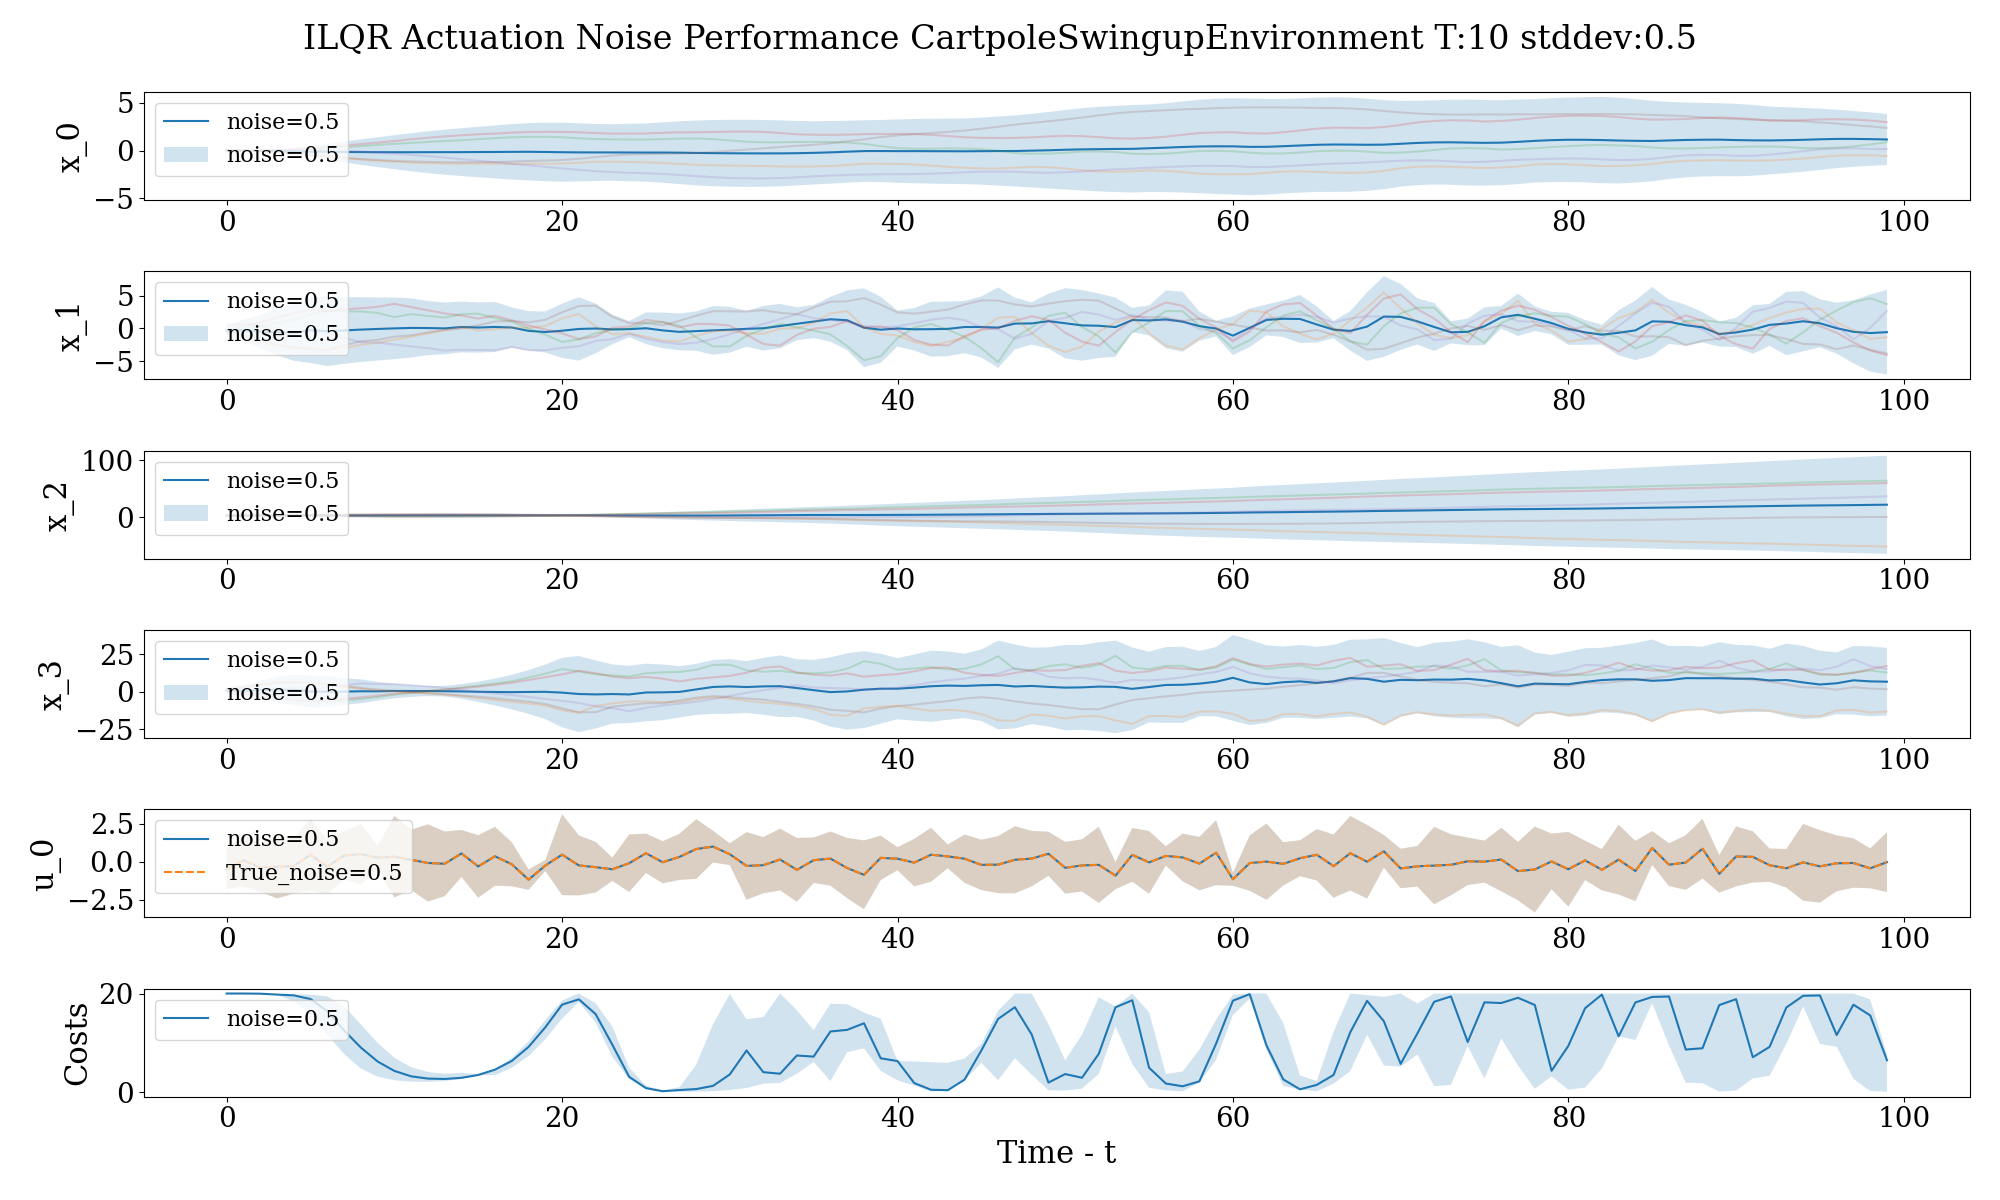 ILQR Actuation Noise Performance CartpoleSwingupEnvironment T:10 stddev:0.5
x_0
5
0
−5
noise=0.5
noise=0.5
0 20 40 60 80 100
x_1
5
0
−5
noise=0.5
noise=0.5
0 20 40 60 80 100
x_2
100
0
noise=0.5
noise=0.5
0 20 40 60 80 100
x_3
25
0
−25
noise=0.5
noise=0.5
0 20 40 60 80 100
u_0
2.5
0.0
−2.5
noise=0.5
True_noise=0.5
0 20 40 60 80 100
Costs
20
0
noise=0.5
0 20 40 60 80 100
Time - t